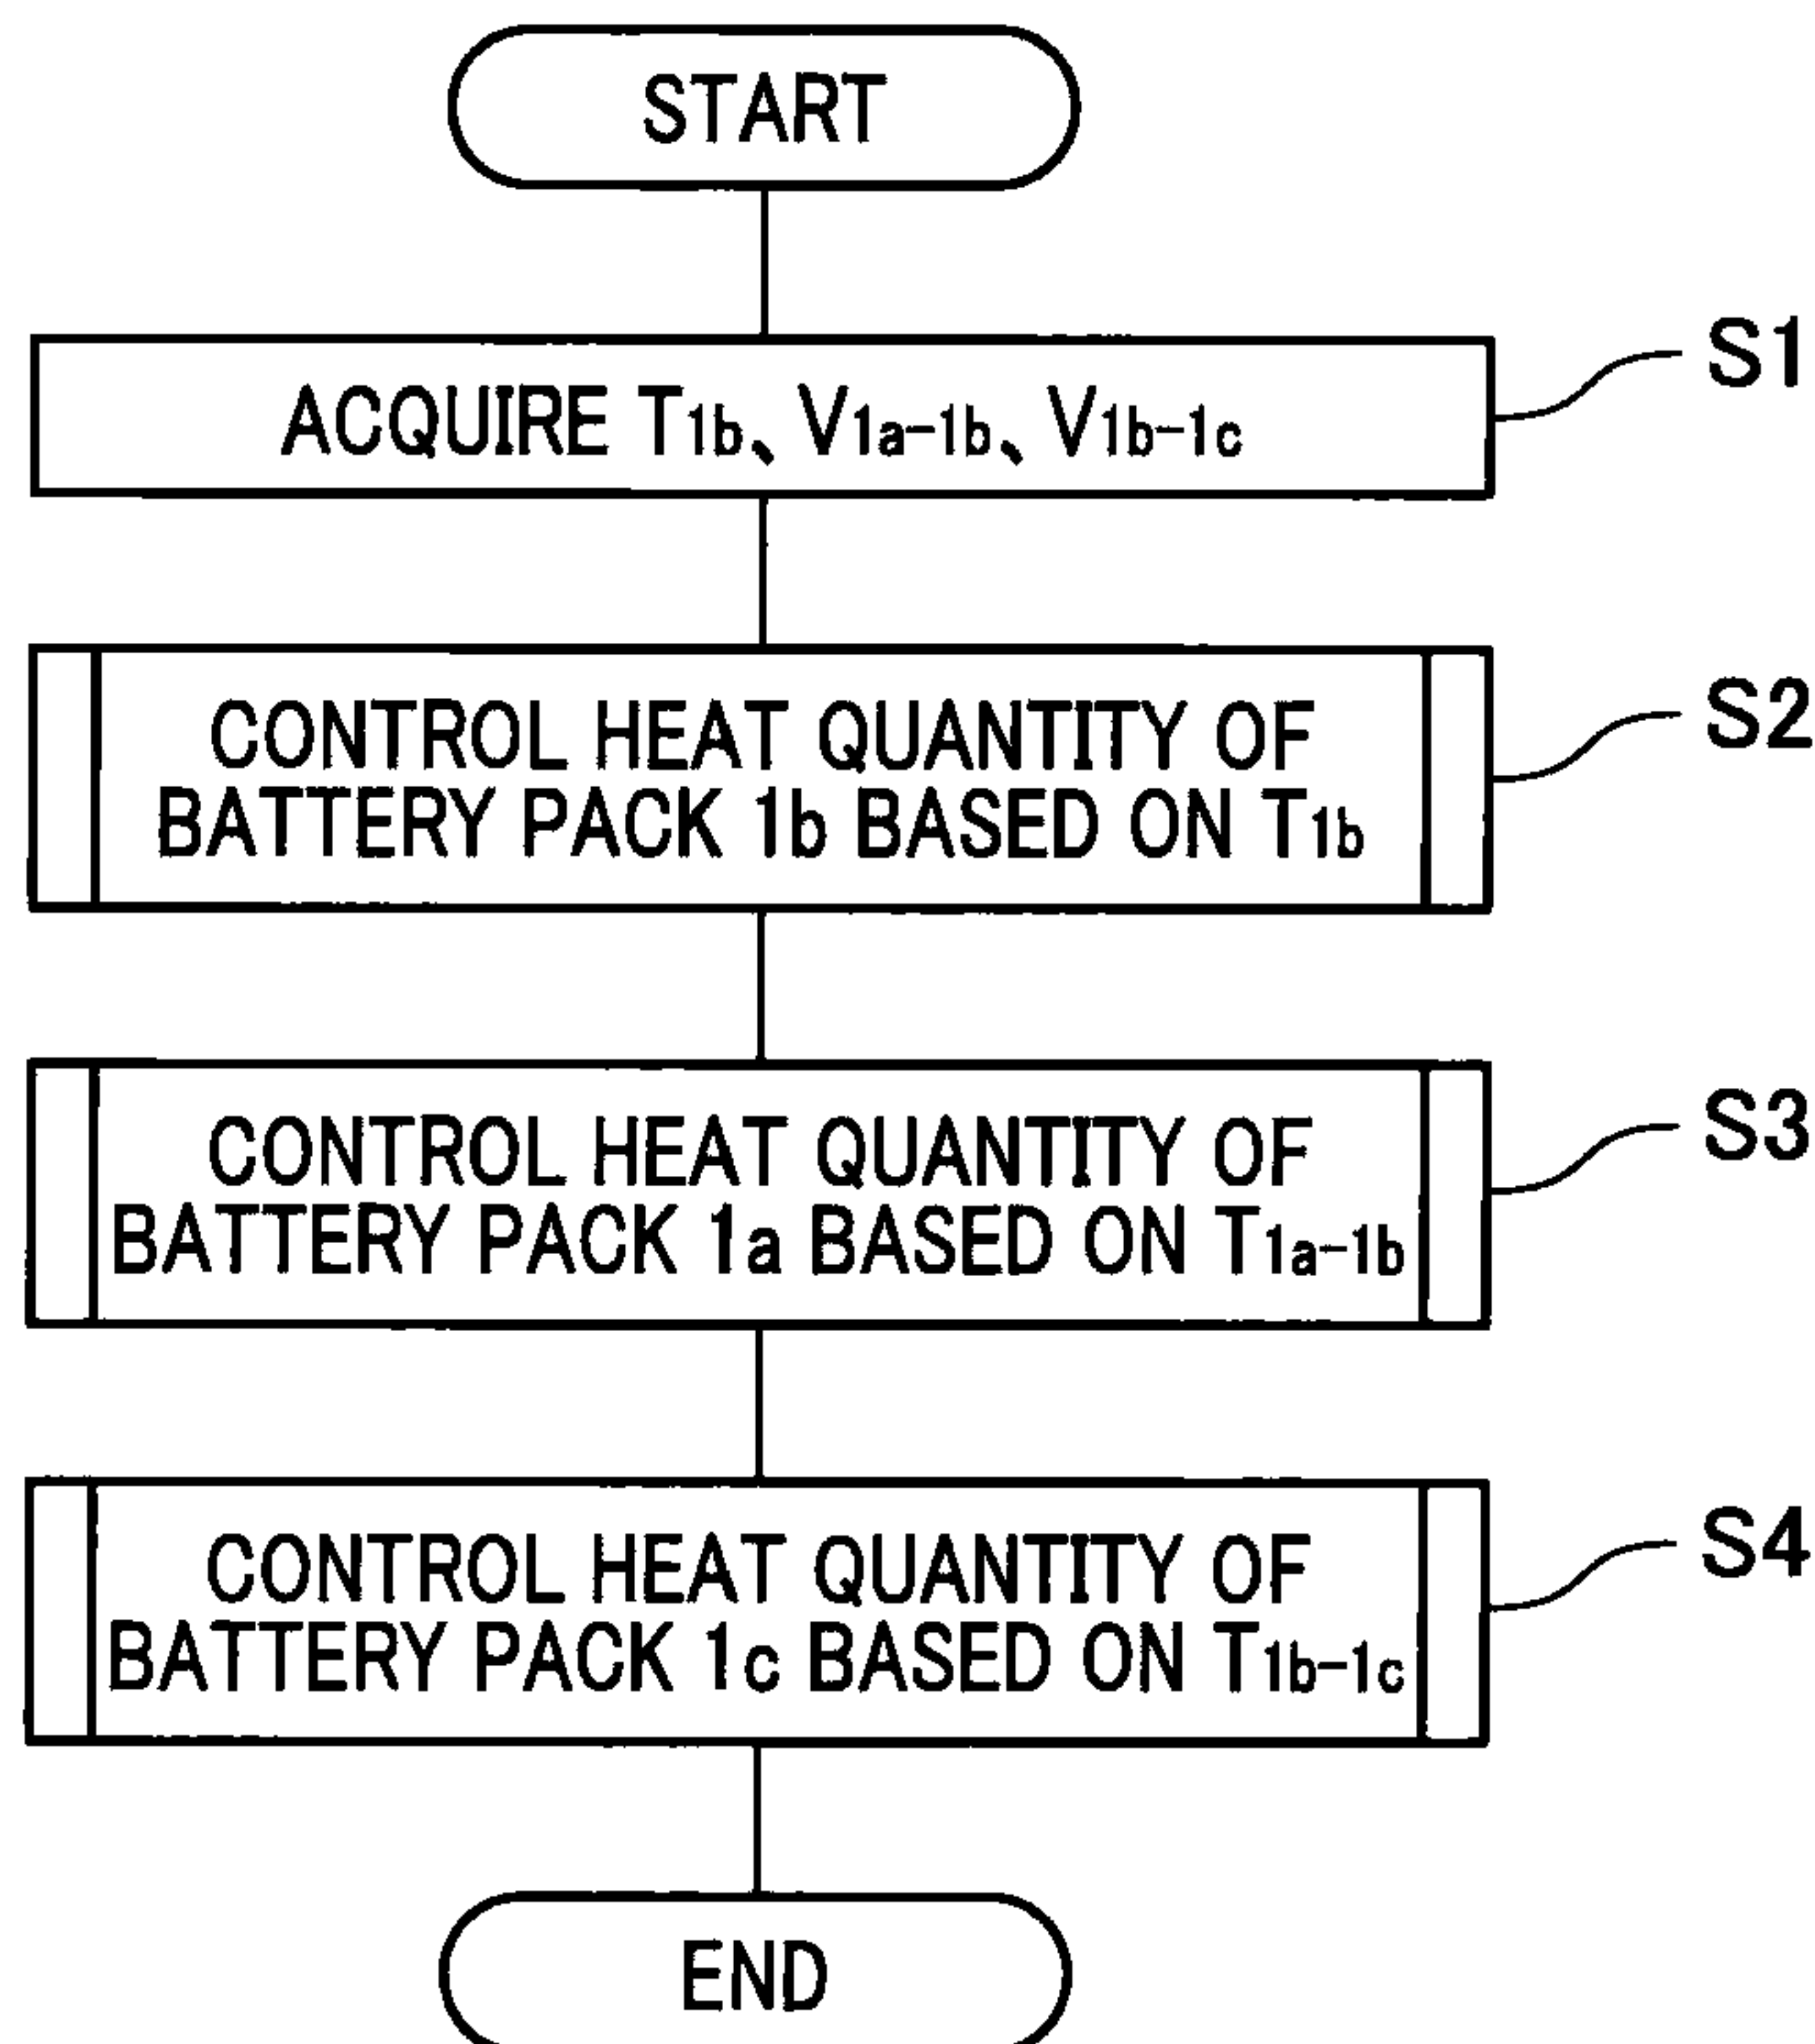 START
ACQUIRE T1b、V1a-1b、V1b-1c
S1
CONTROL HEAT QUANTITY OF
BATTERY PACK 1b BASED ON T1b
S2
CONTROL HEAT QUANTITY OF
BATTERY PACK 1a BASED ON T1a-1b
S3
CONTROL HEAT QUANTITY OF
BATTERY PACK 1c BASED ON T1b-1c
S4
END